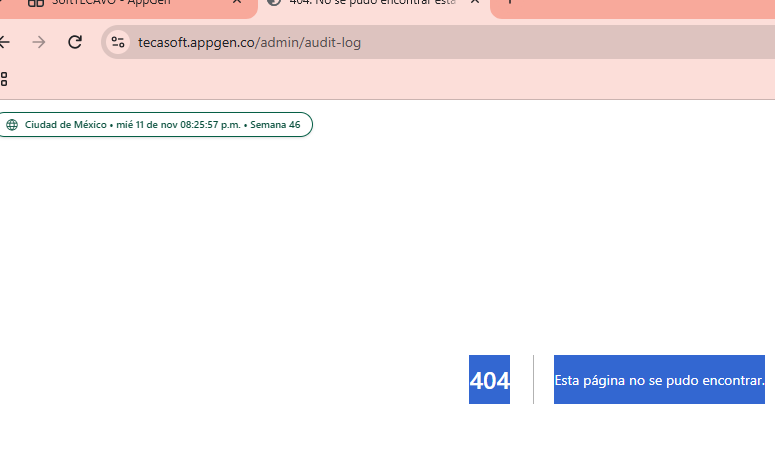 SoftTECAVO - AppGen
404: No se pudo encontrar esta
tecasoft.appgen.co/admin/audit-log
Ciudad de México • mié 11 de nov 08:25:57 p.m. • Semana 46
404
Esta página no se pudo encontrar.